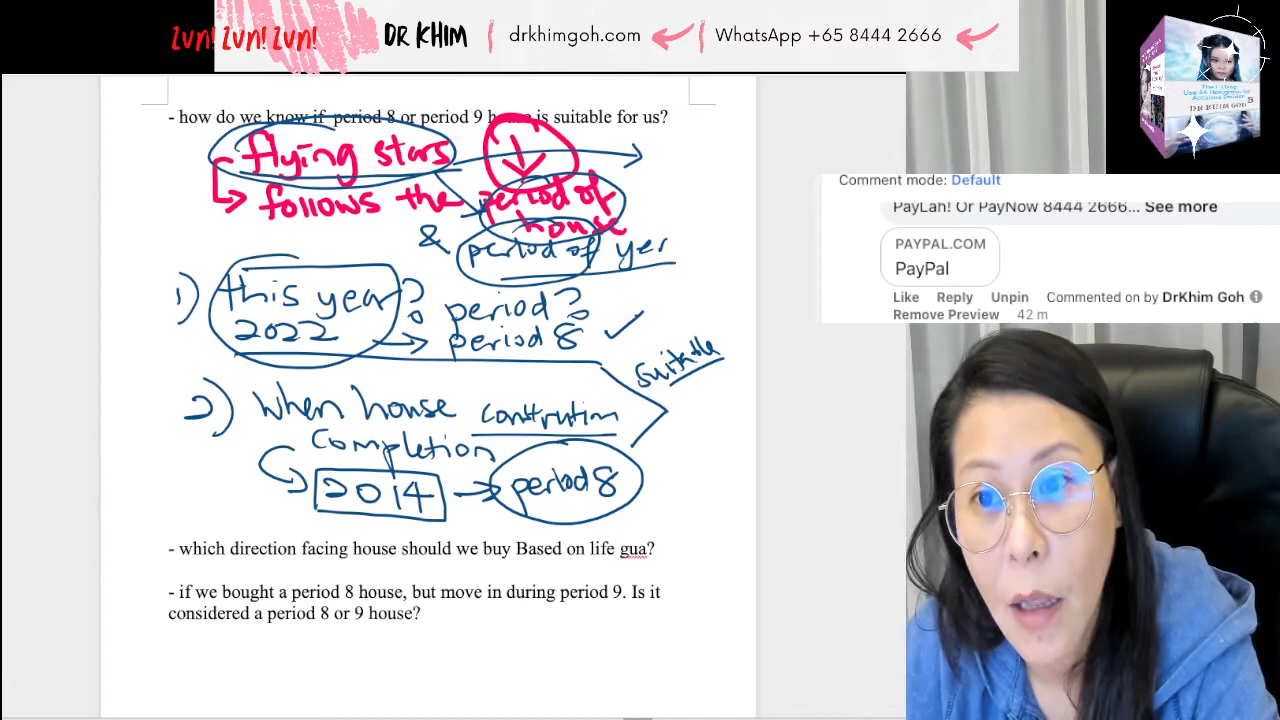 zun! zun! zun! DR KHIM | drkhimgoh.com | WhatsApp +65 8444 2666
- how do we know if period 8 or period 9 house is suitable for us?
flying stars
follows the period of
house
& period of yer
1) this year? period?
2022 period 8
suitable
2) When house constrution
completion
2014 period 8
- which direction facing house should we buy Based on life gua?
- if we bought a period 8 house, but move in during period 9. Is it
considered a period 8 or 9 house?
DR KHIM GOH
Comment mode: Default
PayLah! Or PayNow 8444 2666... See more
PAYPAL.COM
PayPal
Like Reply Unpin Commented on by DrKhim Goh
Remove Preview 42 m